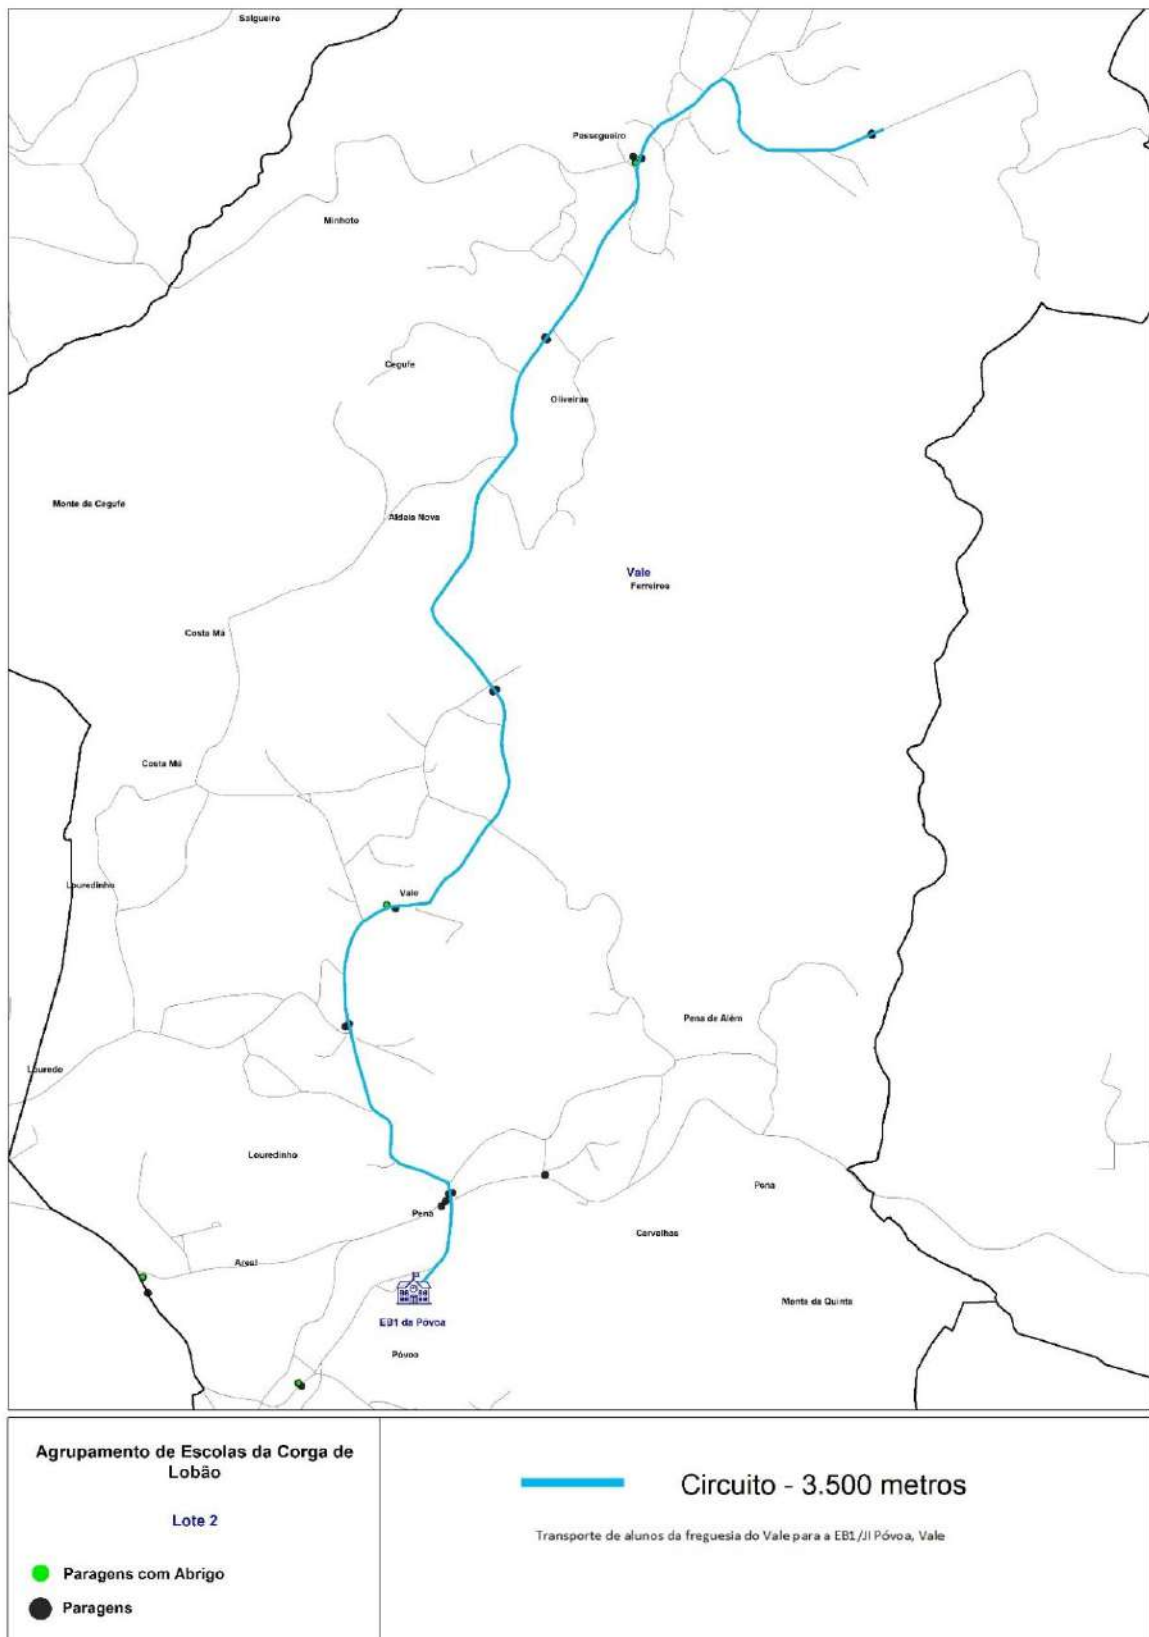 Salgueiro
Pessegueiro
Minhoto
Cegufe
Oliveiras
Monte da Cegufe
Aldeia Nova
Vale
Ferreiros
Costa Má
Costa Má
Louredinho
Vale
Pena de Além
Louredo
Louredinho
Pena
Pena
Carvalhas
Areal
Monte da Quinta
EB1 da Póvoa
Póvoa
Agrupamento de Escolas da Corga de
Lobão
Lote 2
Paragens com Abrigo
Paragens
Circuito - 3.500 metros
Transporte de alunos da freguesia do Vale para a EB1/JI Póvoa, Vale